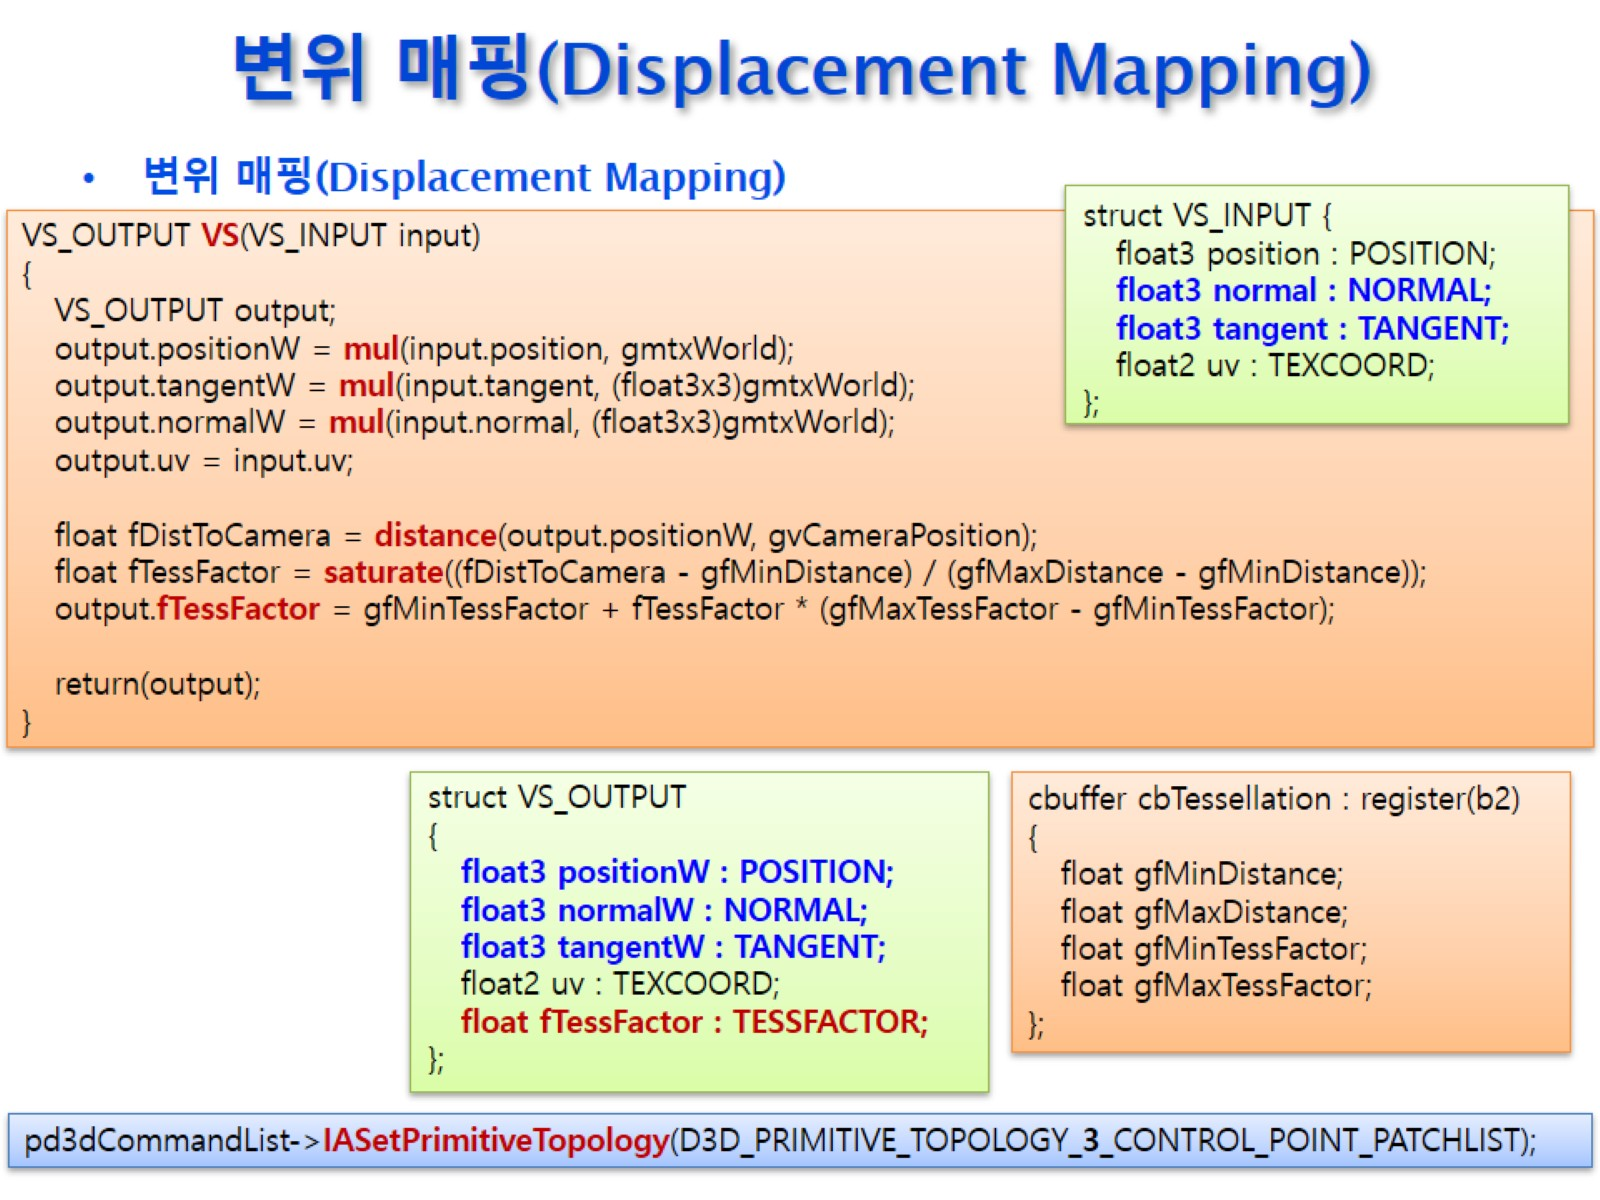 변위 매핑(Displacement Mapping)
• 변위 매핑(Displacement Mapping)
VS_OUTPUT VS(VS_INPUT input)
{
VS_OUTPUT output;
output.positionW = mul(input.position, gmtxWorld);
output.tangentW = mul(input.tangent, (float3x3)gmtxWorld);
output.normalW = mul(input.normal, (float3x3)gmtxWorld);
output.uv = input.uv;
float fDistToCamera = distance(output.positionW, gvCameraPosition);
float fTessFactor = saturate((fDistToCamera - gfMinDistance) / (gfMaxDistance - gfMinDistance));
output.fTessFactor = gfMinTessFactor + fTessFactor * (gfMaxTessFactor - gfMinTessFactor);
return(output);
}
struct VS_INPUT {
float3 position : POSITION;
float3 normal : NORMAL;
float3 tangent : TANGENT;
float2 uv : TEXCOORD;
};
struct VS_OUTPUT
{
float3 positionW : POSITION;
float3 normalW : NORMAL;
float3 tangentW : TANGENT;
float2 uv : TEXCOORD;
float fTessFactor : TESSFACTOR;
};
cbuffer cbTessellation : register(b2)
{
float gfMinDistance;
float gfMaxDistance;
float gfMinTessFactor;
float gfMaxTessFactor;
};
pd3dCommandList->IASetPrimitiveTopology(D3D_PRIMITIVE_TOPOLOGY_3_CONTROL_POINT_PATCHLIST);